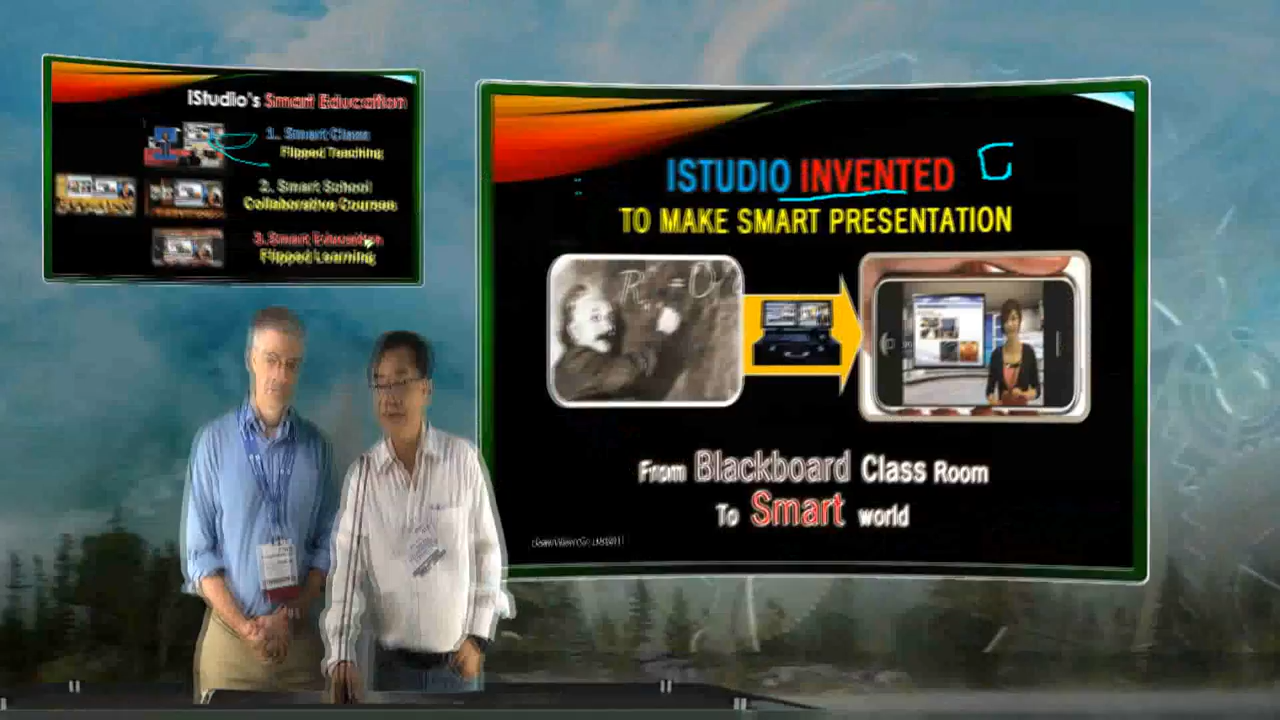 IStudio's Smart Education
1. Smart Class
Flipped Teaching
2. Smart School
Collaborative Courses
3. Smart Education
Flipped Learning
ISTUDIO INVENTED
TO MAKE SMART PRESENTATION
From Blackboard Class Room
To Smart world